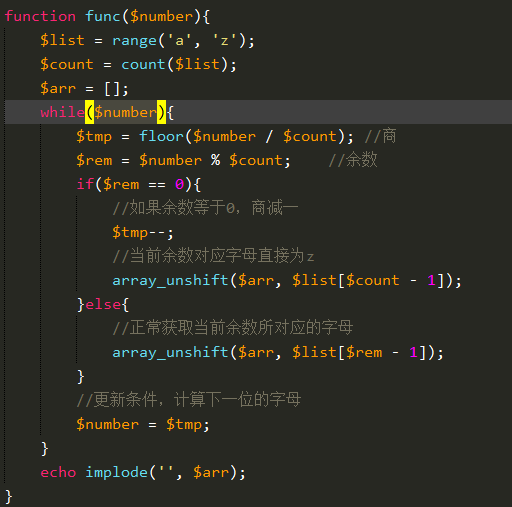 function func($number){
    $list = range('a', 'z');
    $count = count($list);
    $arr = [];
    while($number){
        $tmp = floor($number / $count); //商
        $rem = $number % $count;    //余数
        if($rem == 0){
            //如果余数等于0，商减一
            $tmp--;
            //当前余数对应字母直接为z
            array_unshift($arr, $list[$count - 1]);
        }else{
            //正常获取当前余数所对应的字母
            array_unshift($arr, $list[$rem - 1]);
        }
        //更新条件，计算下一位的字母
        $number = $tmp;
    }
    echo implode('', $arr);
}